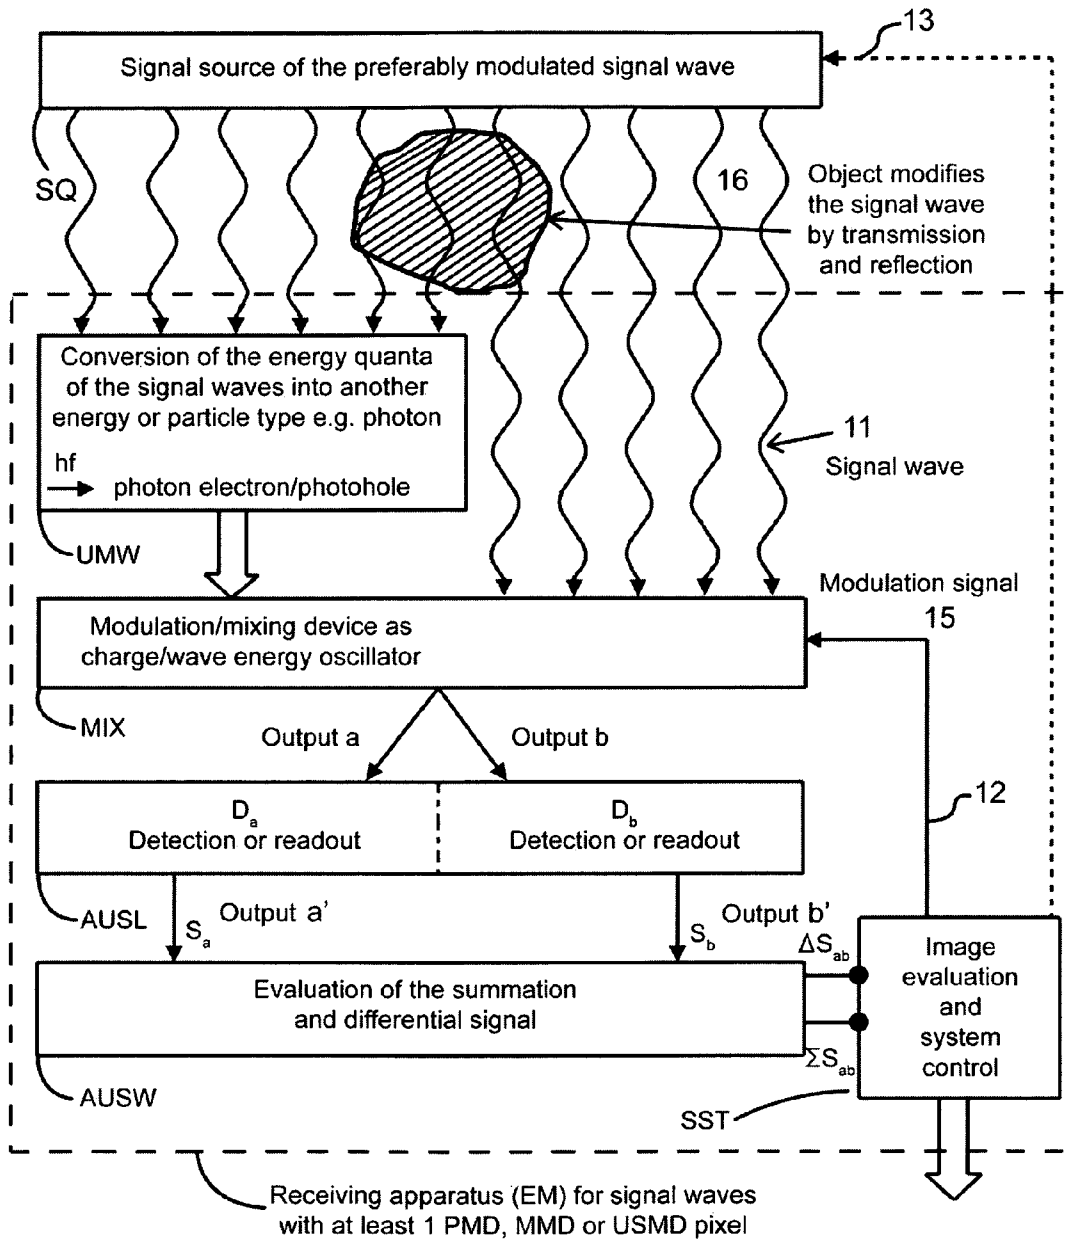 13
Signal source of the preferably modulated signal wave
SQ
16
Object modifies
the signal wave
by transmission
and reflection
Conversion of the energy quanta
of the signal waves into another
energy or particle type e.g. photon
hf
photon electron/photohole
11
Signal wave
UMW
Modulation signal
15
Modulation/mixing device as
charge/wave energy oscillator
MIX
Output a
Output b
12
Da
Detection or readout
Db
Detection or readout
AUSL
Sa
Output a’
Sb
Output b'
ΔSab
Evaluation of the summation
and differential signal
ΣSab
Image
evaluation
and
system
control
AUSW
SST
Receiving apparatus (EM) for signal waves
with at least 1 PMD, MMD or USMD pixel